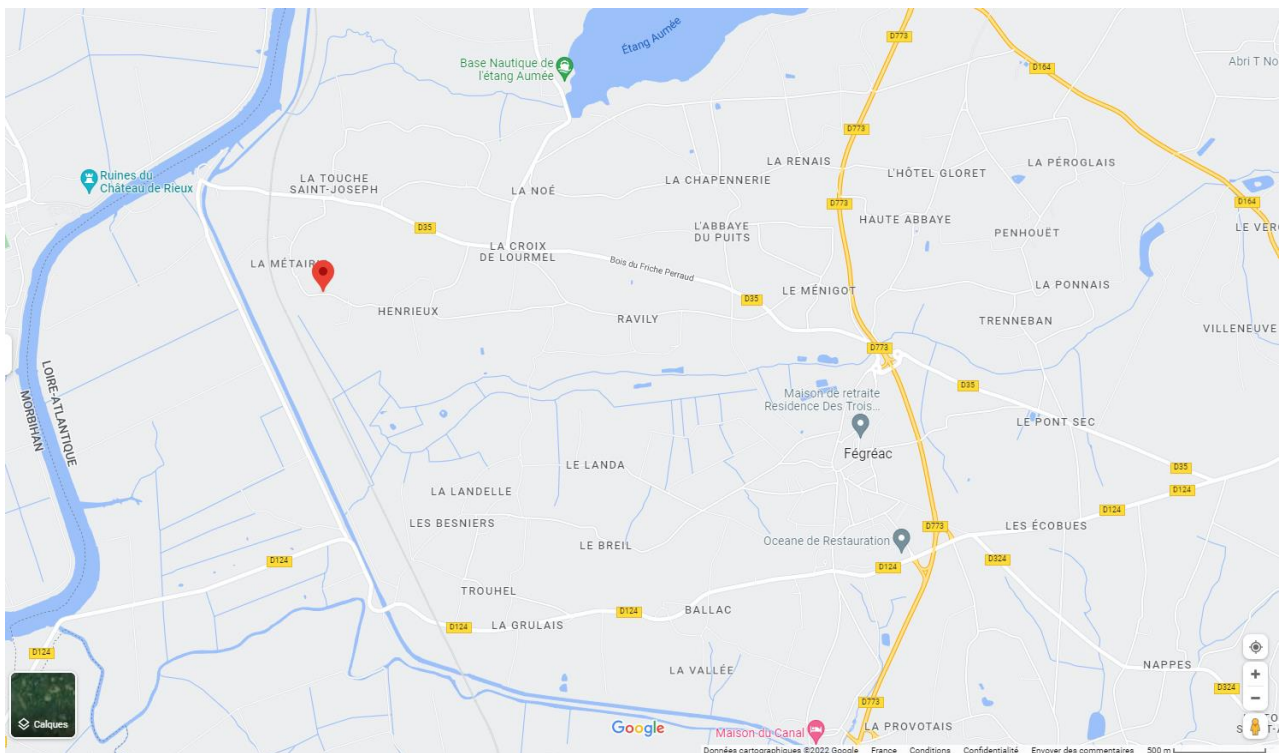 D773
Étang Aumée
Base Nautique de
l'étang Aumée
D164
Abri T No
D773
LA RENAIS
LA PÉROGLAIS
Ruines du
Château de Rieux
LA TOUCHE
SAINT-JOSEPH
LA NOÉ
LA CHAPENNERIE
L'HÔTEL GLORET
D773
D164
D35
L'ABBAYE
DU PUITS
HAUTE ABBAYE
PENHOUËT
LE VERG
LA CROIX
DE LOURMEL
LA MÉTAIRI
Bois du Friche Perraud
HENRIEUX
D35
LE MÉNIGOT
LA PONNAIS
RAVILY
TRENNEBAN
VILLENEUVE
D773
LOIRE-ATLANTIQUE
MORBIHAN
Maison de retraite
Residence Des Trois...
D35
LE PONT SEC
Fégréac
LE LANDA
D35
LA LANDELLE
D124
LES BESNIERS
D124
LE BREIL
Oceane de Restauration
D773
LES ÉCOBUES
D124
D124
D324
TROUHEL
LA GRULAIS
D124
BALLAC
D124
D124
LA VALLÉE
NAPPES
D324
D773
Calques
Google
Maison du Canal
LA PROVOTAIS
Données cartographiques ©2022 Google France Conditions Confidentialité Envoyer des commentaires 500 m